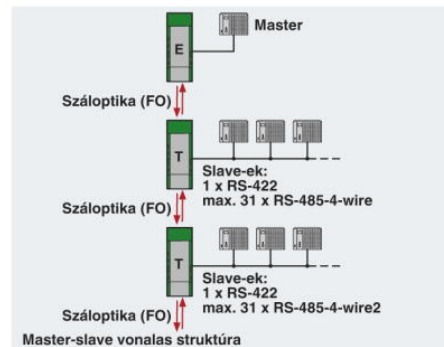 Master
E
Száloptika (FO)
T
Slave-ek:
1 x RS-422
max. 31 x RS-485-4-wire
Száloptika (FO)
T
Slave-ek:
1 x RS-422
max. 31 x RS-485-4-wire2
Száloptika (FO)
Master-slave vonalas struktúra